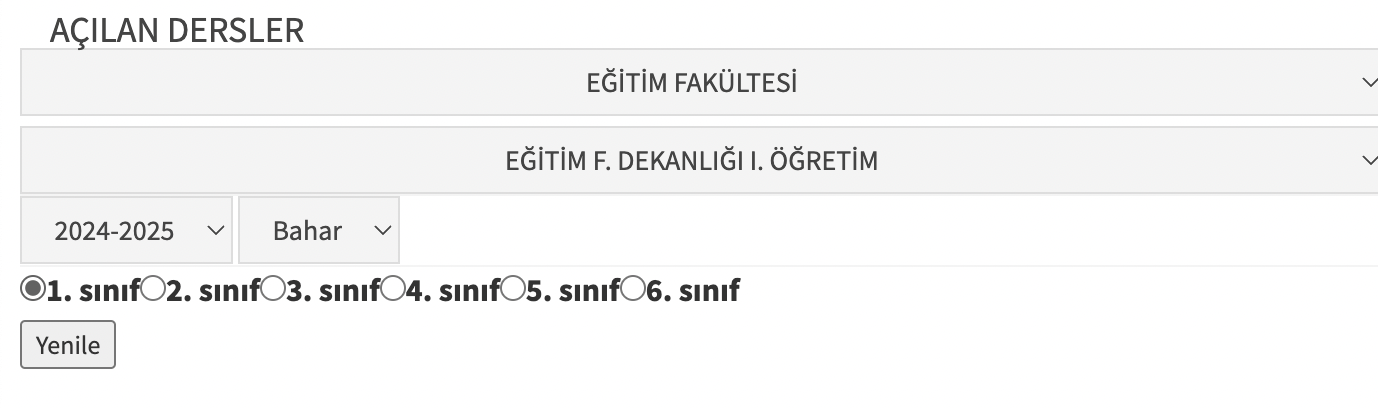 AÇILAN DERSLER
EĞİTİM FAKÜLTESİ
EĞİTİM F. DEKANLIĞI I. ÖĞRETİM
2024-2025 Bahar
1. sınıf 2. sınıf 3. sınıf 4. sınıf 5. sınıf 6. sınıf
Yenile